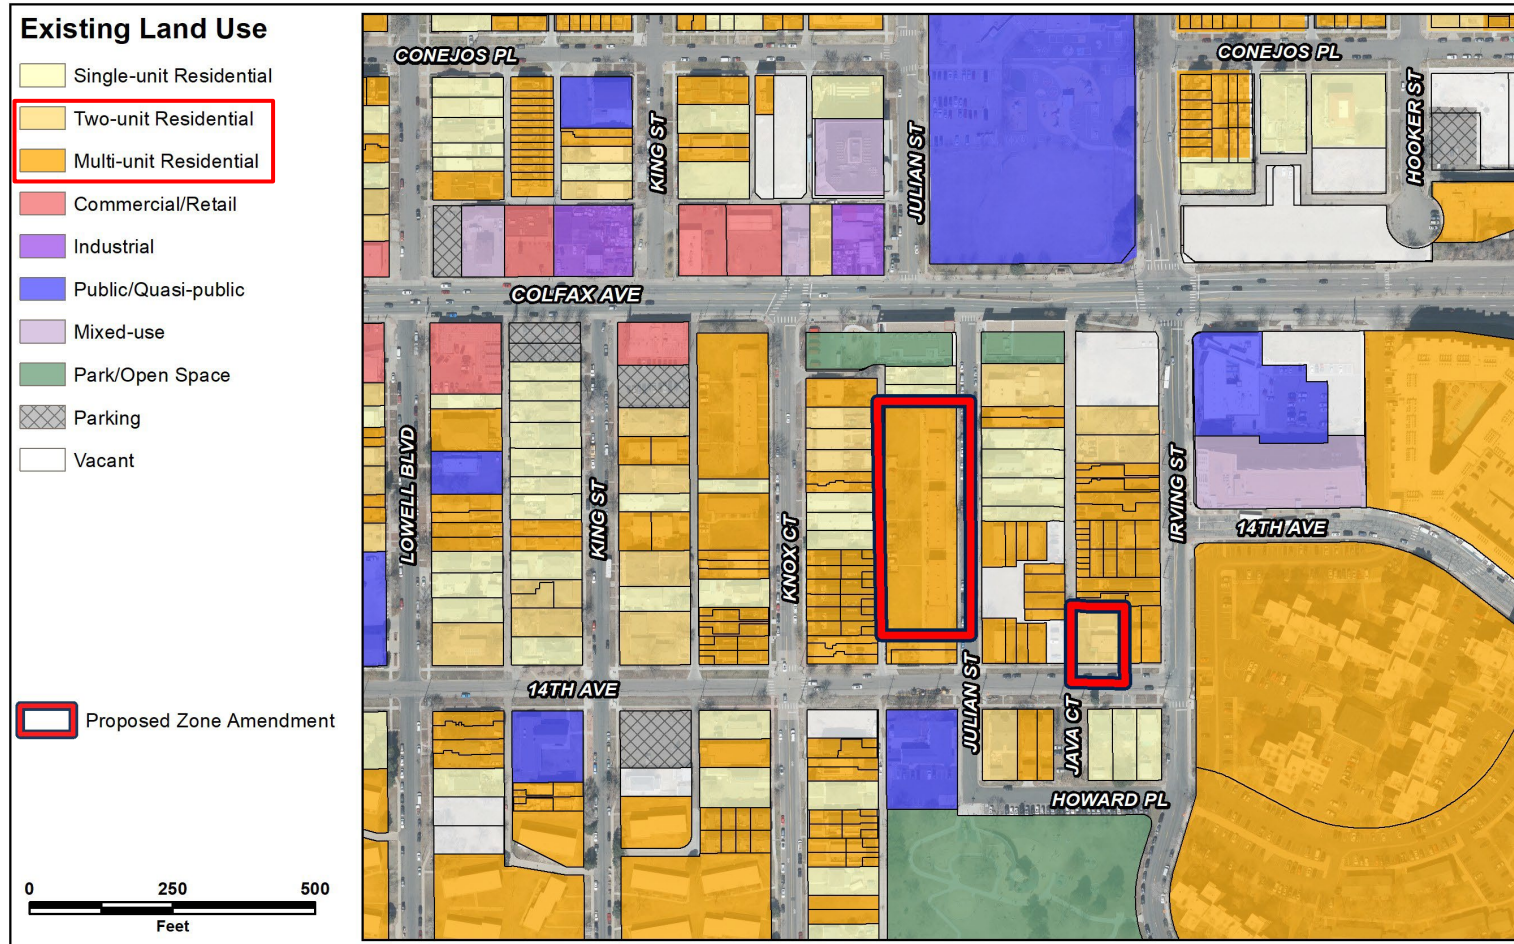 Existing Land Use
Single-unit Residential
Two-unit Residential
Multi-unit Residential
Commercial/Retail
Industrial
Public/Quasi-public
Mixed-use
Park/Open Space
Parking
Vacant
Proposed Zone Amendment
0 250 500
Feet
CONEJOS PL
CONEJOS PL
KING ST
JULIAN ST
HOOKER ST
COLFAX AVE
LOWELL BLVD
KING ST
KNOX CT
IRVING ST
14TH AVE
14TH AVE
JULIAN ST
JAVA CT
HOWARD PL